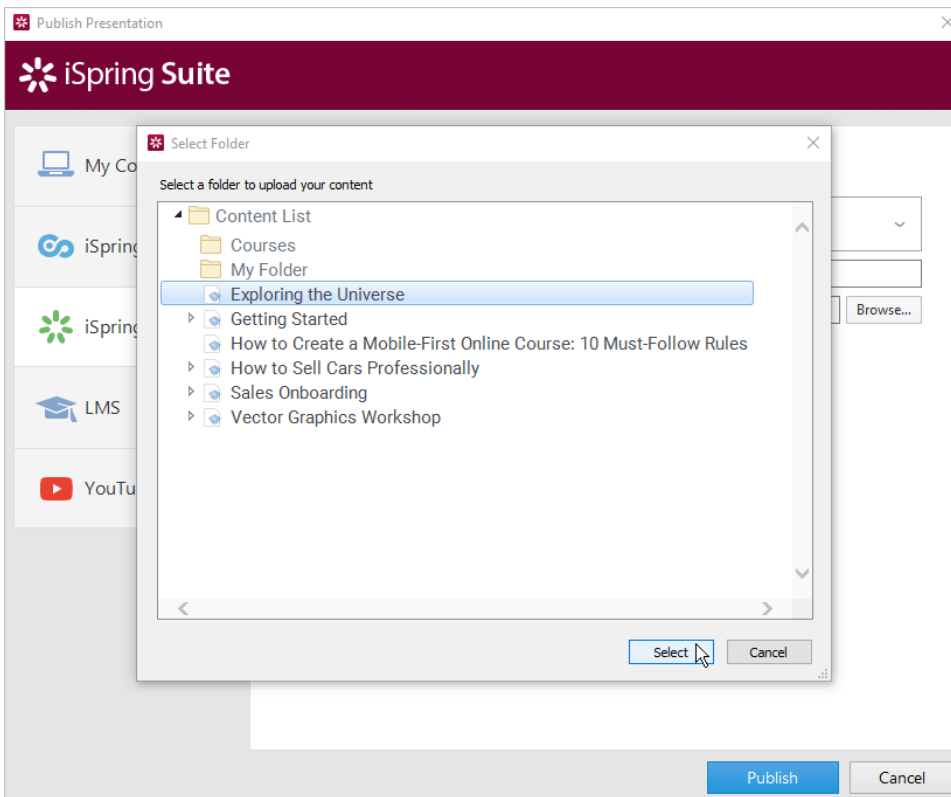 Publish Presentation
iSpring Suite
Select Folder
My Co
Select a folder to upload your content
Content List
Courses
iSpring
My Folder
Exploring the Universe
Browse...
Getting Started
iSpring
How to Create a Mobile-First Online Course: 10 Must-Follow Rules
How to Sell Cars Professionally
Sales Onboarding
LMS
Vector Graphics Workshop
YouTu
Select
Cancel
Publish
Cancel